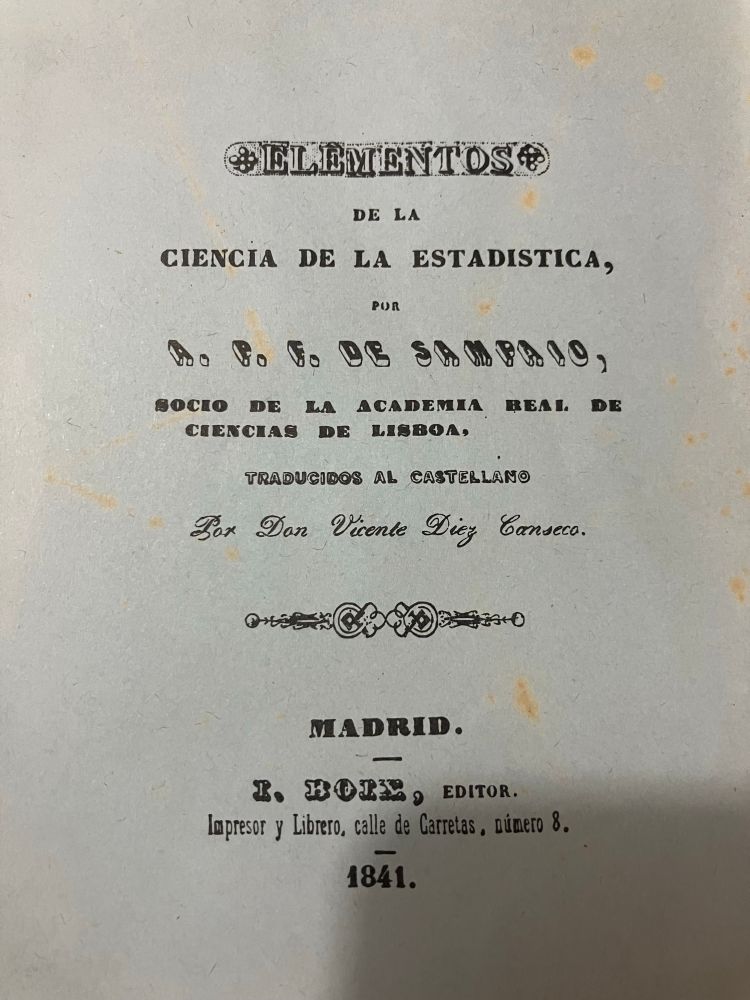 ELEMENTOS
DE LA
CIENCIA DE LA ESTADISTICA,
POR
A. P. F. DE SAMPAIO,
SOCIO DE LA ACADEMIA REAL DE
CIENCIAS DE LISBOA,
TRADUCIDOS AL CASTELLANO
Por Don Vicente Diez Canseco.
MADRID.
I. BOIX, EDITOR.
Impresor y Librero, calle de Carretas, número 8.
1841.